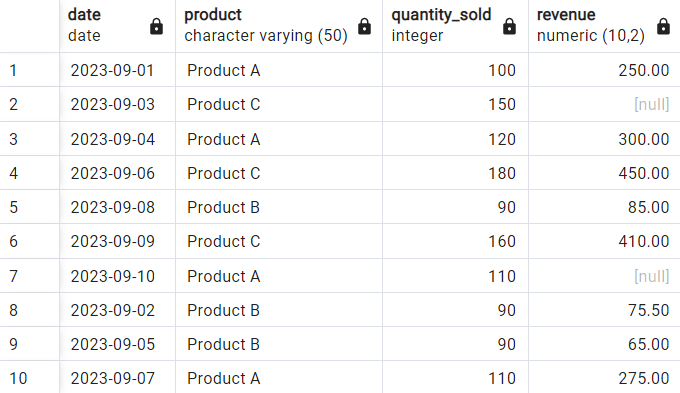 date product quantity_sold revenue
date character varying (50) integer numeric (10,2)
1 2023-09-01 Product A 100 250.00
2 2023-09-03 Product C 150 [null]
3 2023-09-04 Product A 120 300.00
4 2023-09-06 Product C 180 450.00
5 2023-09-08 Product B 90 85.00
6 2023-09-09 Product C 160 410.00
7 2023-09-10 Product A 110 [null]
8 2023-09-02 Product B 90 75.50
9 2023-09-05 Product B 90 65.00
10 2023-09-07 Product A 110 275.00